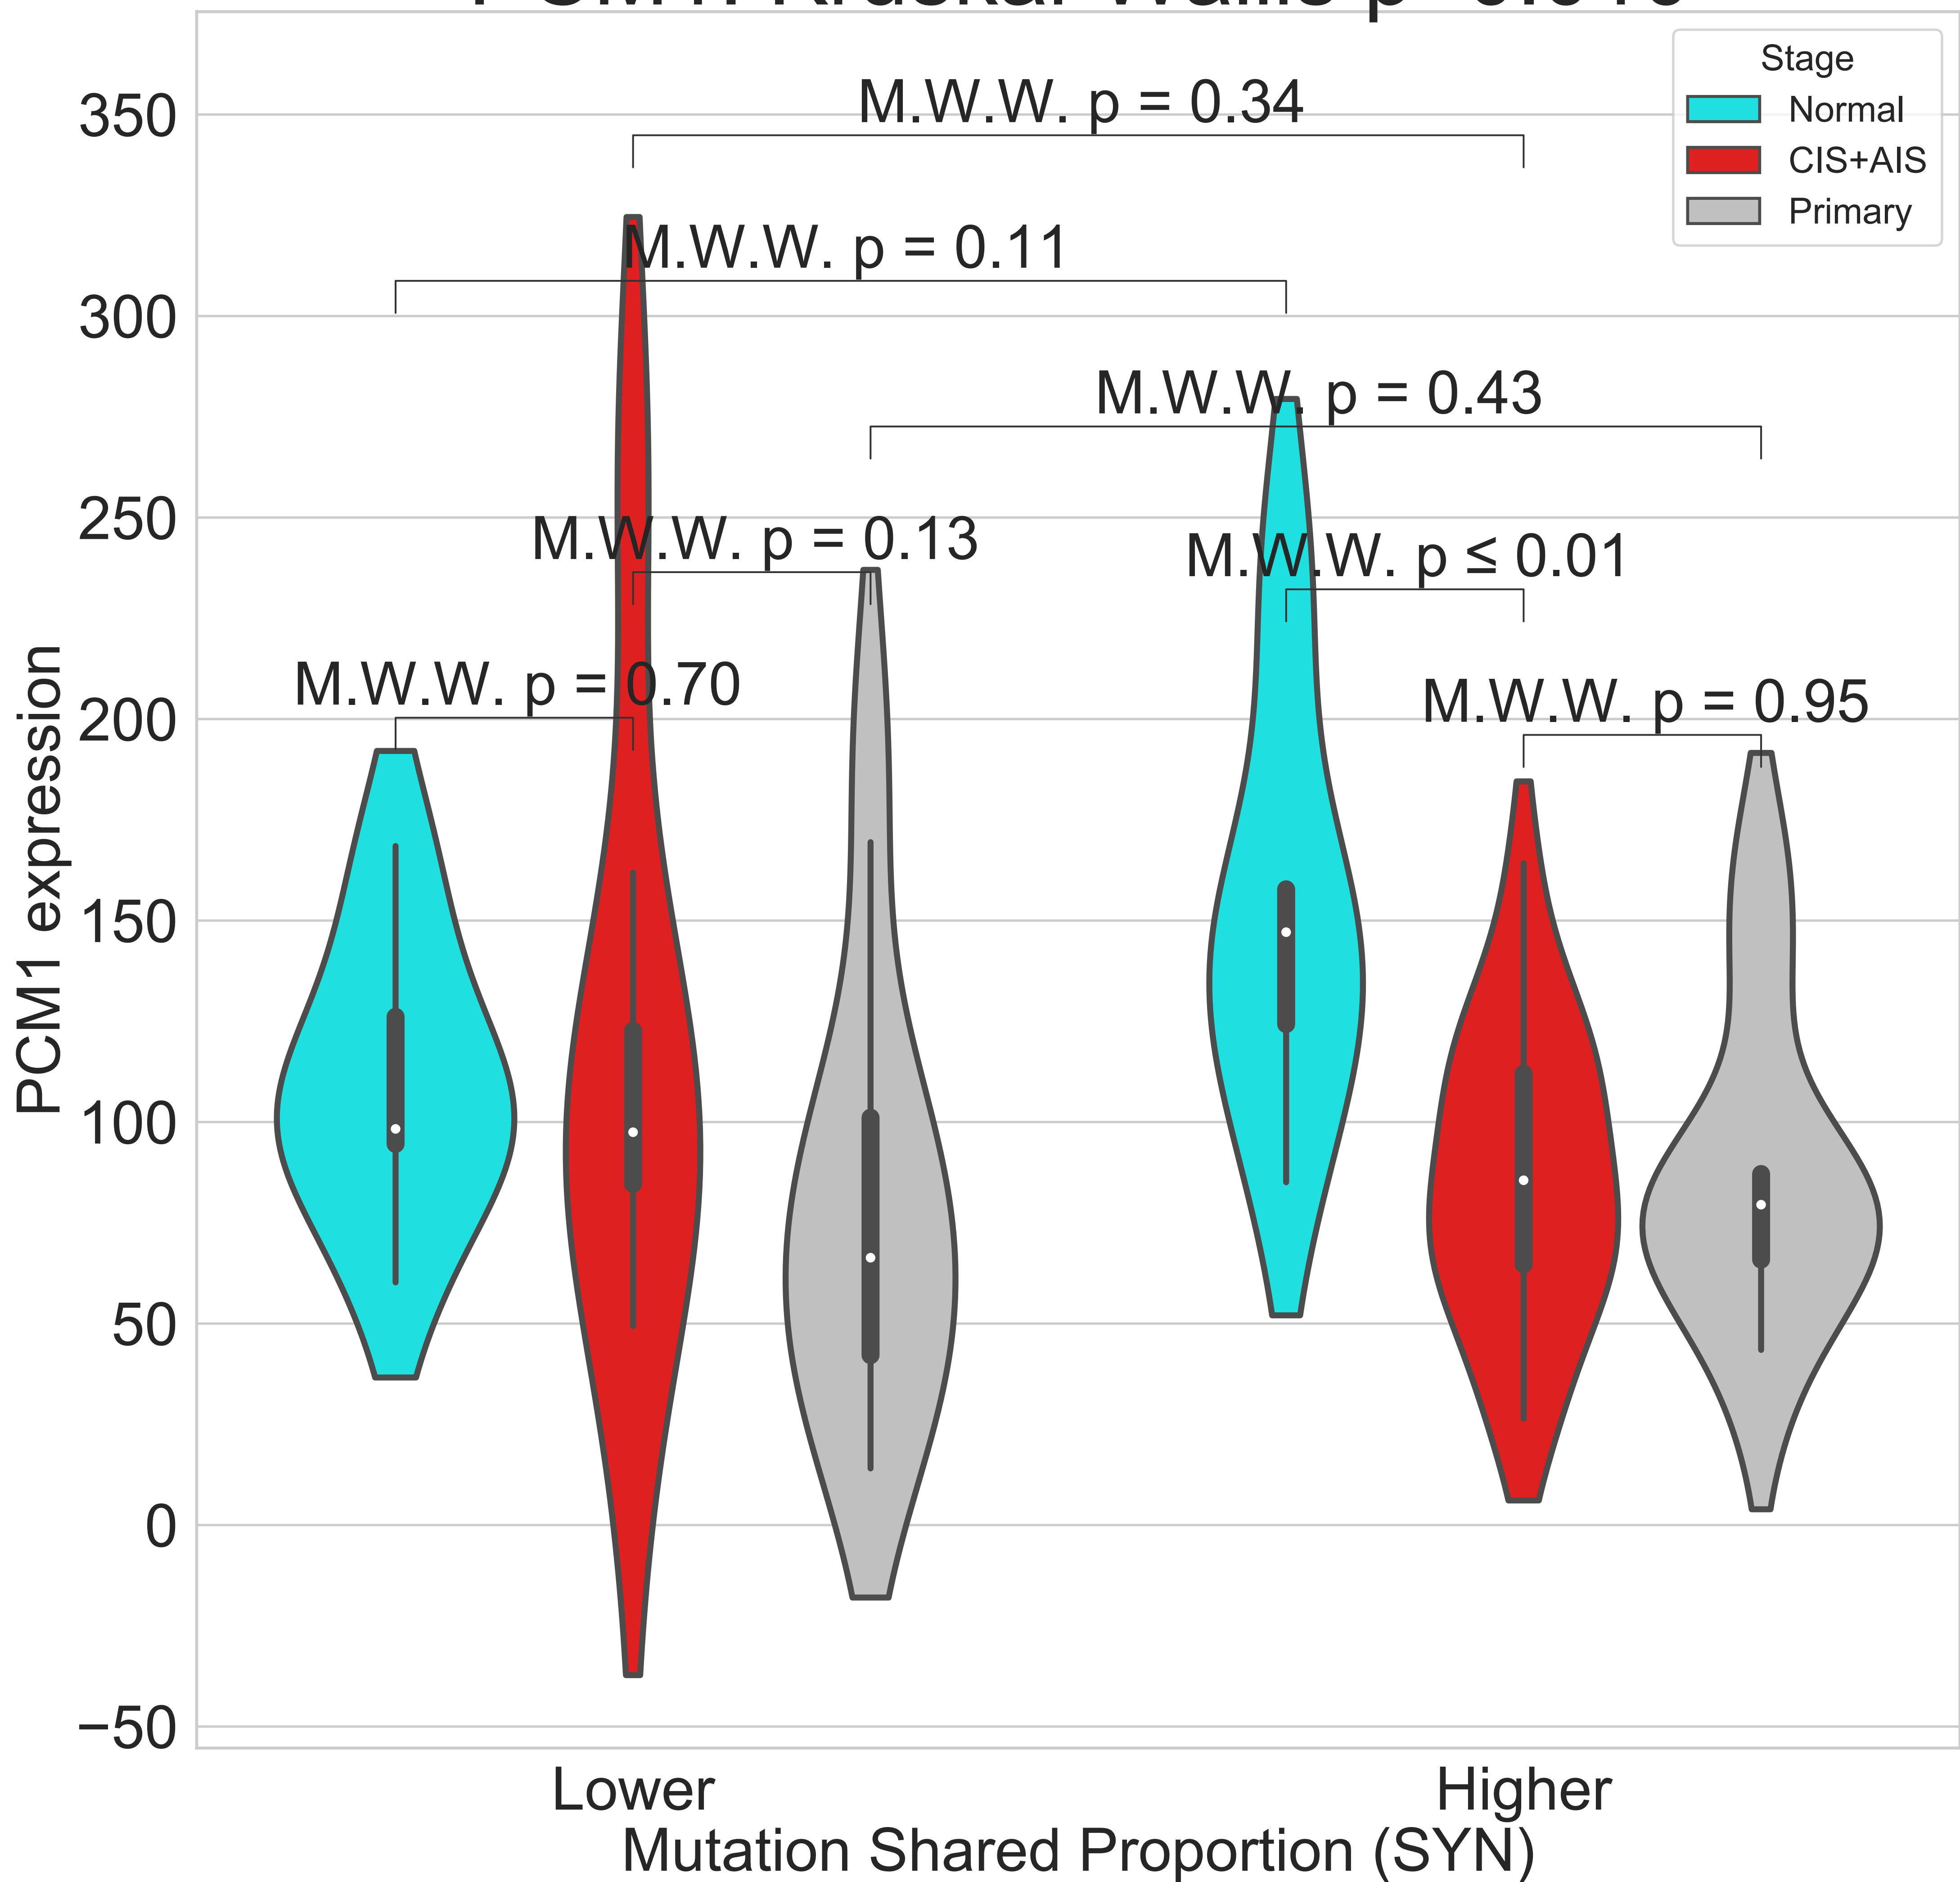 Stage
Normal
CIS+AIS
Primary
M.W.W. p = 0.34
M.W.W. p = 0.11
M.W.W. p = 0.43
M.W.W. p = 0.13
M.W.W. p ≤ 0.01
M.W.W. p = 0.70
M.W.W. p = 0.95
350
300
250
200
150
100
50
0
−50
PCM1 expression
Lower
Higher
Mutation Shared Proportion (SYN)